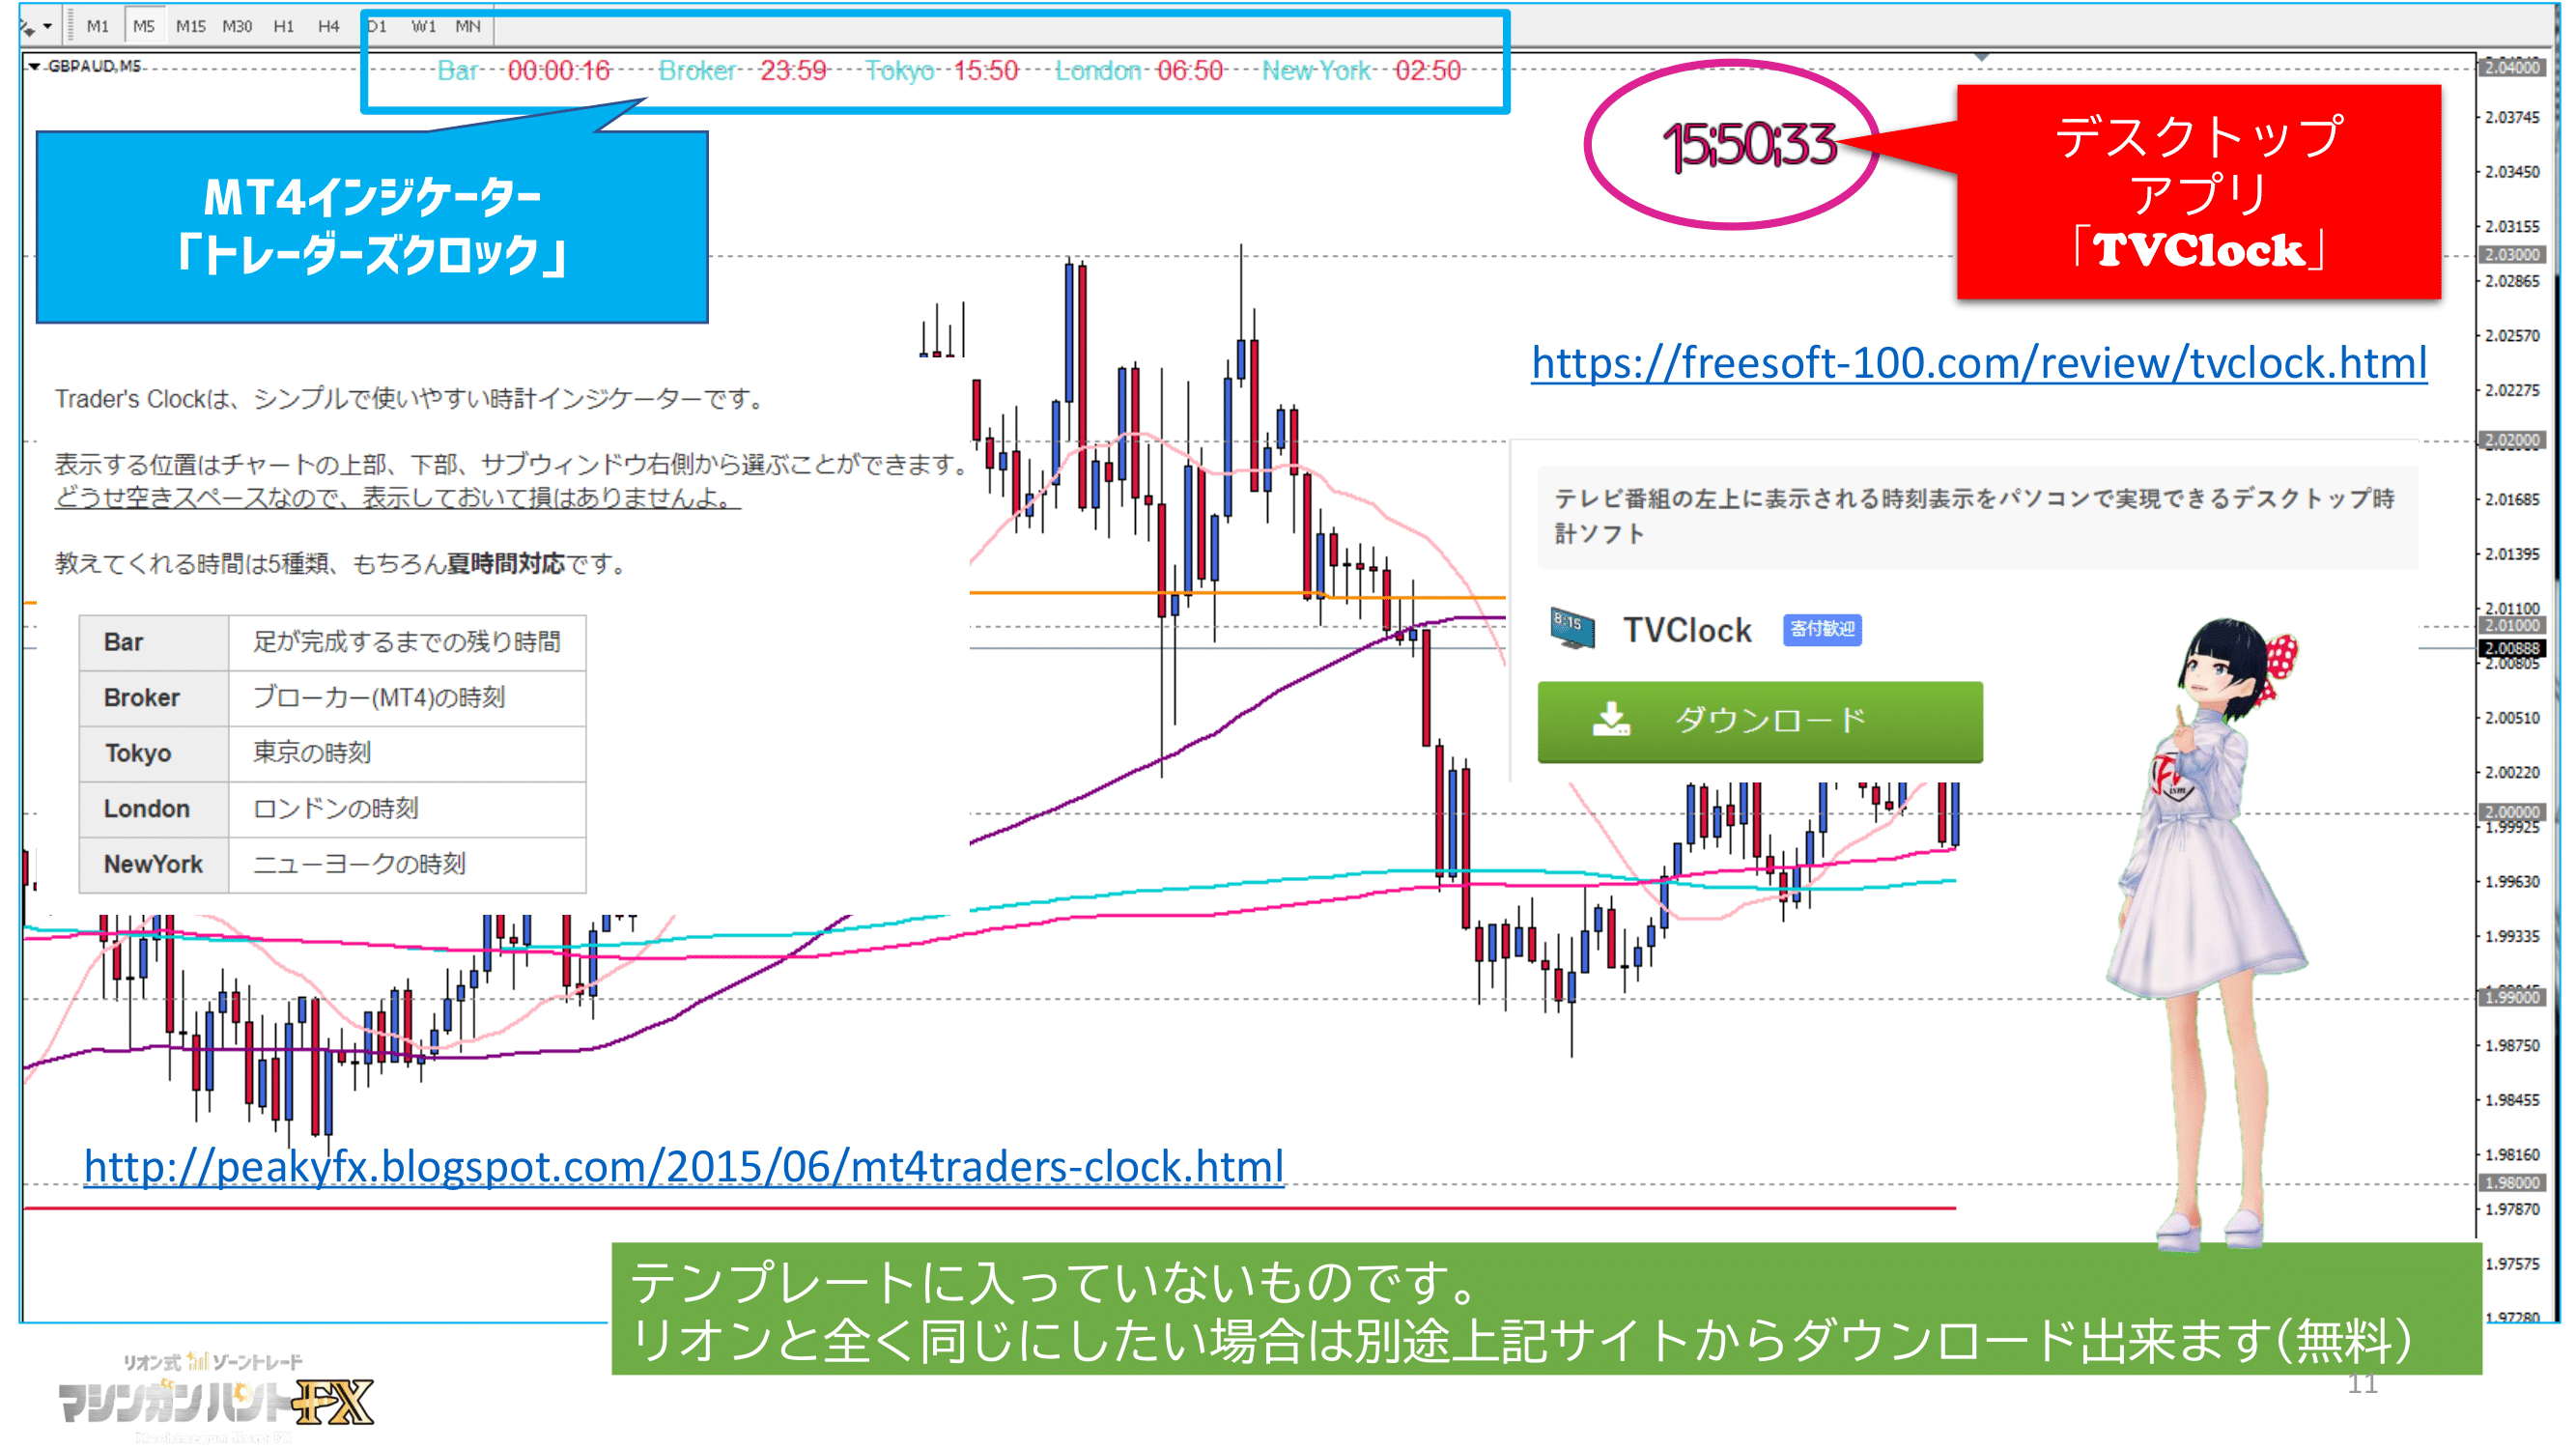 M1 M5 M15 M30 H1 H4 D1 W1 MN
GBPAUD,M5
Bar 00:00:16 Broker 23:59 Tokyo 15:50 London 06:50 New York 02:50
15:50:33
MT4インジケーター
「トレーダーズクロック」
デスクトップ
アプリ
「TVClock」
https://freesoft-100.com/review/tvclock.html
Trader's Clockは、シンプルで使いやすい時計インジケーターです。
表示する位置はチャートの上部、下部、サブウィンドウ右側から選ぶことができます。
どうせ空きスペースなので、表示しておいて損はありませんよ。
教えてくれる時間は5種類、もちろん夏時間対応です。
Bar 足が完成するまでの残り時間
Broker ブローカー(MT4)の時刻
Tokyo 東京の時刻
London ロンドンの時刻
NewYork ニューヨークの時刻
テレビ番組の左上に表示される時刻表示をパソコンで実現できるデスクトップ時
計ソフト
8:15
TVClock 寄付歓迎
ダウンロード
http://peakyfx.blogspot.com/2015/06/mt4traders-clock.html
2.04000
2.03745
2.03450
2.03155
2.03000
2.02865
2.02570
2.02275
2.02000
2.01685
2.01395
2.01100
2.01000
2.00888
2.00805
2.00510
2.00220
2.00000
1.99925
1.99630
1.99335
1.99000
1.98750
1.98455
1.98160
1.98000
1.97870
1.97575
1.97280
テンプレートに入っていないものです。
リオンと全く同じにしたい場合は別途上記サイトからダウンロード出来ます(無料)
リオン式 ゾーントレード
マシンガンハントFX
11